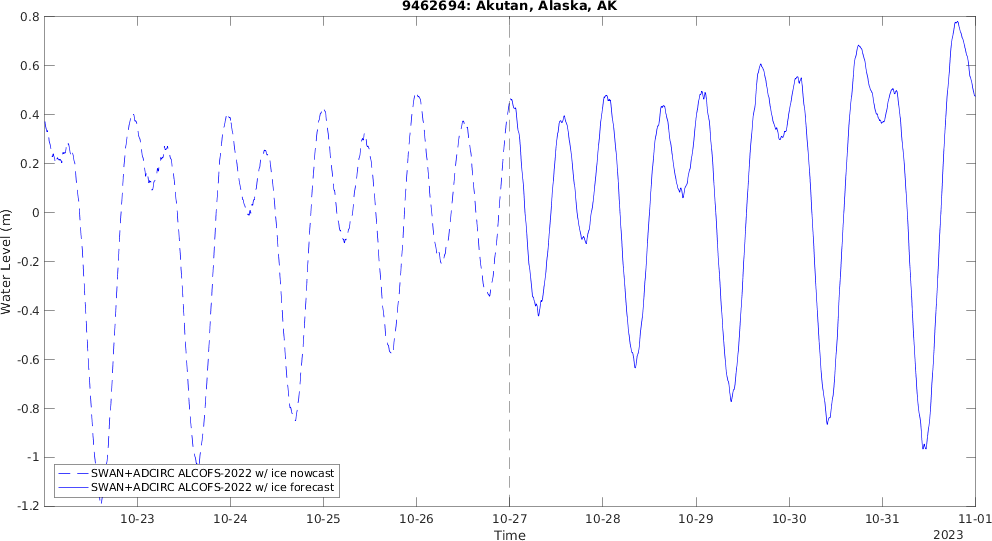 9462694: Akutan, Alaska, AK
Water Level (m)
0.8
0.6
0.4
0.2
0
-0.2
-0.4
-0.6
-0.8
-1
-1.2
SWAN+ADCIRC ALCOFS-2022 w/ ice nowcast
SWAN+ADCIRC ALCOFS-2022 w/ ice forecast
10-23 10-24 10-25 10-26 10-27 10-28 10-29 10-30 10-31 11-01
Time
2023